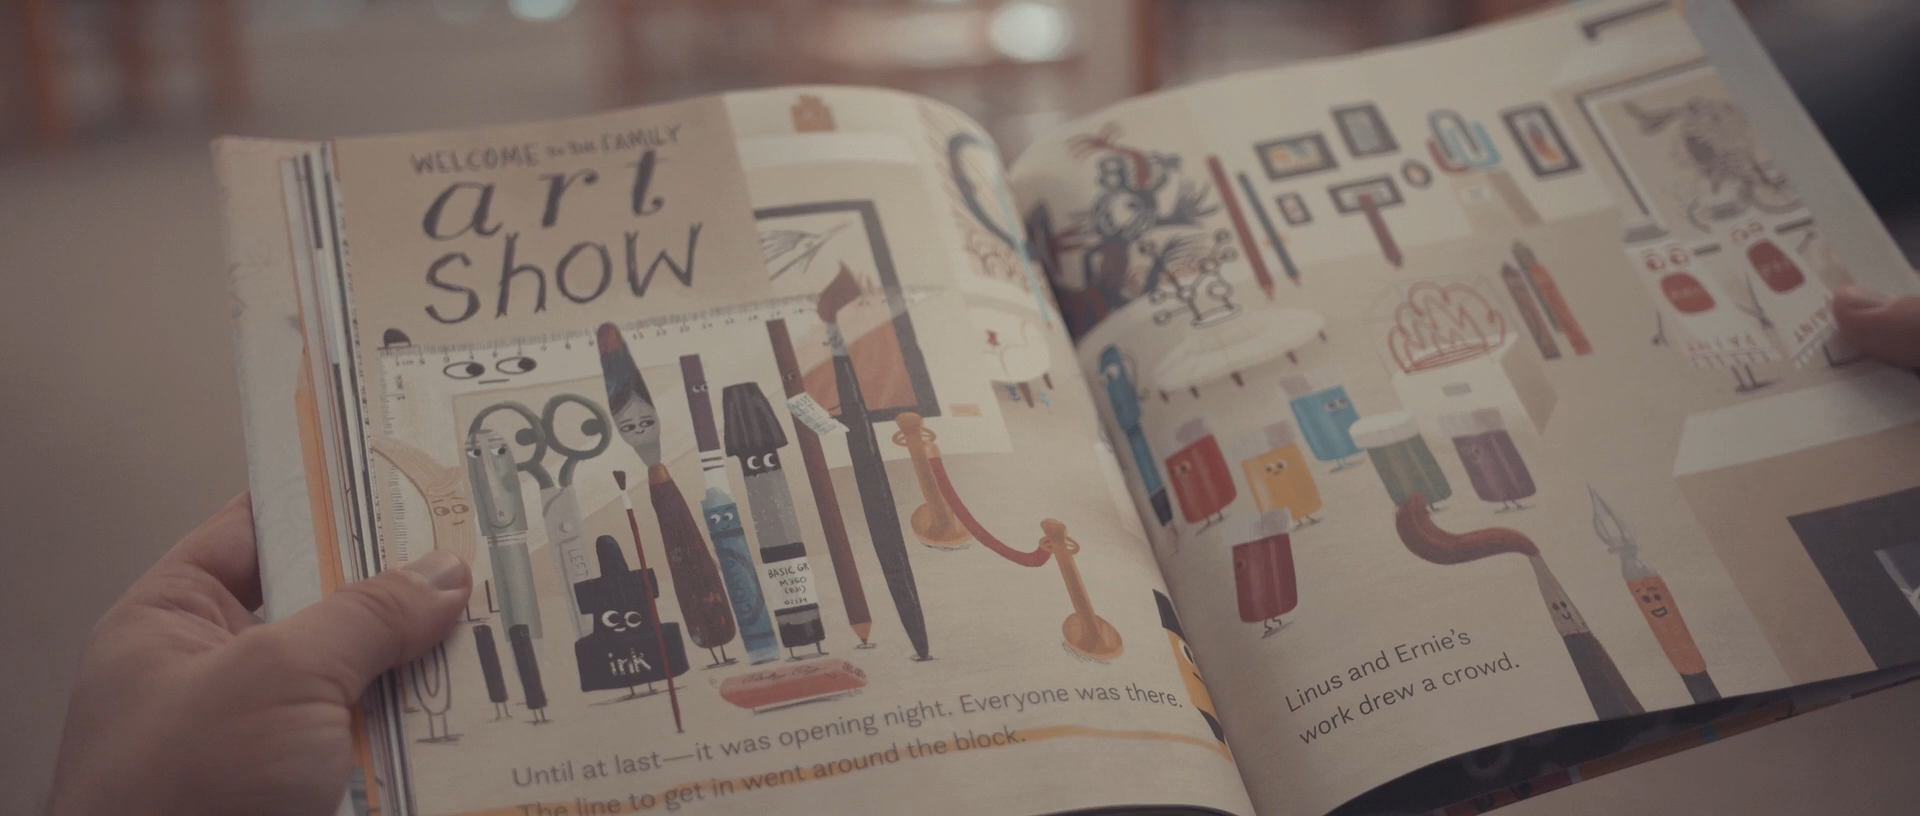 WELCOME TO THE FAMILY
art
show
ink
BASIC GR
Until at last—it was opening night. Everyone was there.
The line to get in went around the block.
Linus and Ernie's
work drew a crowd.